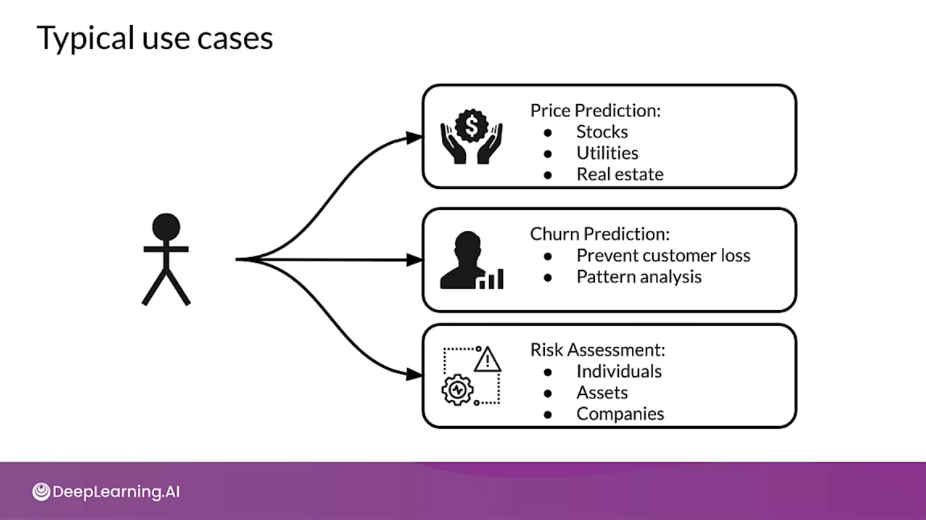 Typical use cases
Price Prediction:
● Stocks
● Utilities
● Real estate
Churn Prediction:
● Prevent customer loss
● Pattern analysis
Risk Assessment:
● Individuals
● Assets
● Companies
DeepLearning.AI